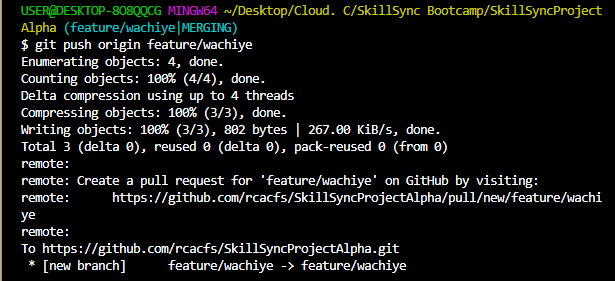 USER@DESKTOP-8O8QQCG MINGW64 ~/Desktop/Cloud. C/SkillSync Bootcamp/SkillSyncProject
Alpha (feature/wachiye|MERGING)
$ git push origin feature/wachiye
Enumerating objects: 4, done.
Counting objects: 100% (4/4), done.
Delta compression using up to 4 threads
Compressing objects: 100% (3/3), done.
Writing objects: 100% (3/3), 802 bytes | 267.00 KiB/s, done.
Total 3 (delta 0), reused 0 (delta 0), pack-reused 0 (from 0)
remote:
remote: Create a pull request for 'feature/wachiye' on GitHub by visiting:
remote:      https://github.com/rcacfs/SkillSyncProjectAlpha/pull/new/feature/wachi
ye
remote:
To https://github.com/rcacfs/SkillSyncProjectAlpha.git
 * [new branch]      feature/wachiye -> feature/wachiye